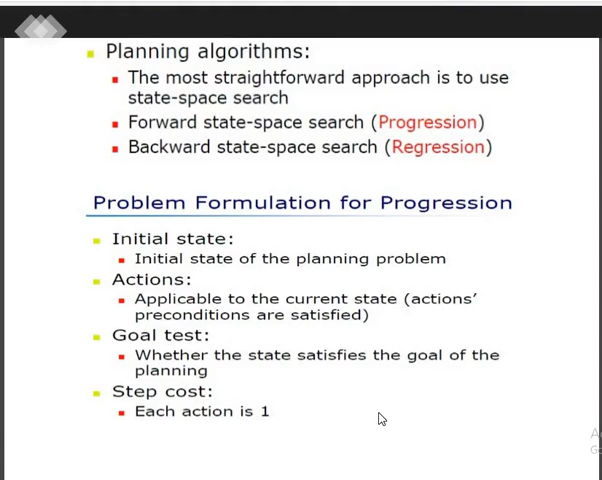 Planning algorithms:
The most straightforward approach is to use
state-space search
Forward state-space search (Progression)
Backward state-space search (Regression)
Problem Formulation for Progression
Initial state:
Initial state of the planning problem
Actions:
Applicable to the current state (actions'
preconditions are satisfied)
Goal test:
Whether the state satisfies the goal of the
planning
Step cost:
Each action is 1